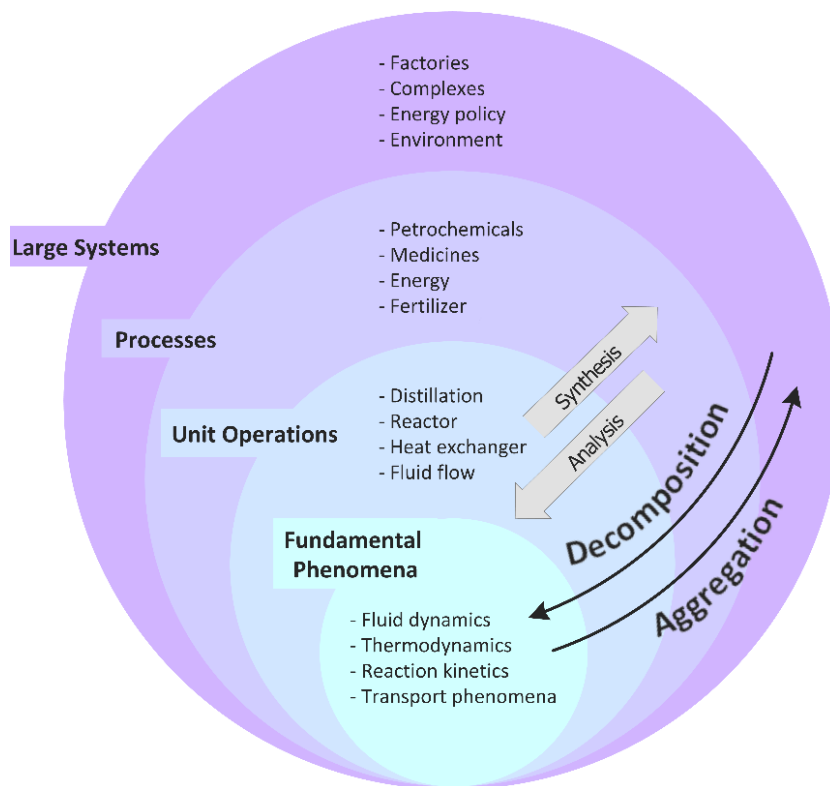 - Factories
- Complexes
- Energy policy
- Environment
Large Systems
- Petrochemicals
- Medicines
- Energy
- Fertilizer
Processes
Synthesis
Analysis
- Distillation
- Reactor
- Heat exchanger
- Fluid flow
Unit Operations
Decomposition
Aggregation
Fundamental
Phenomena
- Fluid dynamics
- Thermodynamics
- Reaction kinetics
- Transport phenomena